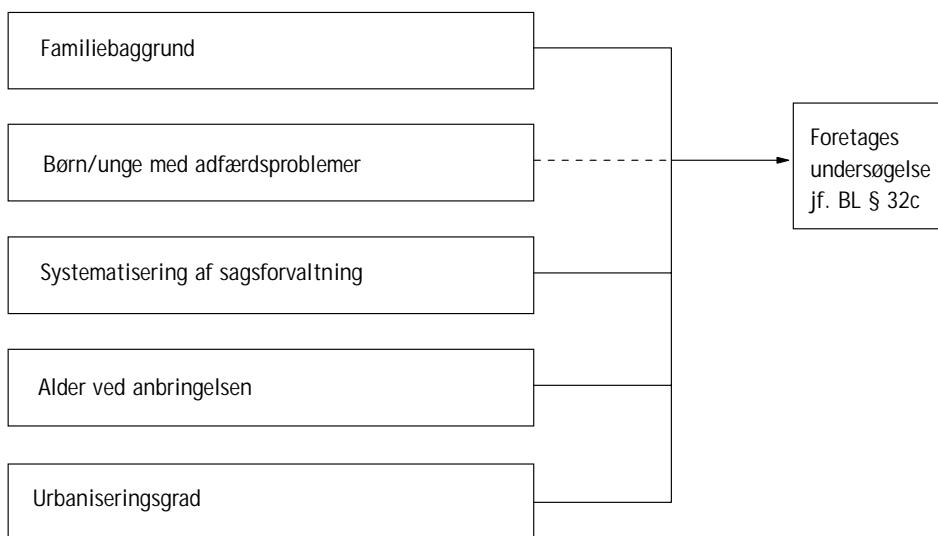 Familiebaggrund
Børn/unge med adfærdsproblemer
Foretages
undersøgelse
jf. BL § 32c
Systematisering af sagsforvaltning
Alder ved anbringelsen
Urbaniseringsgrad